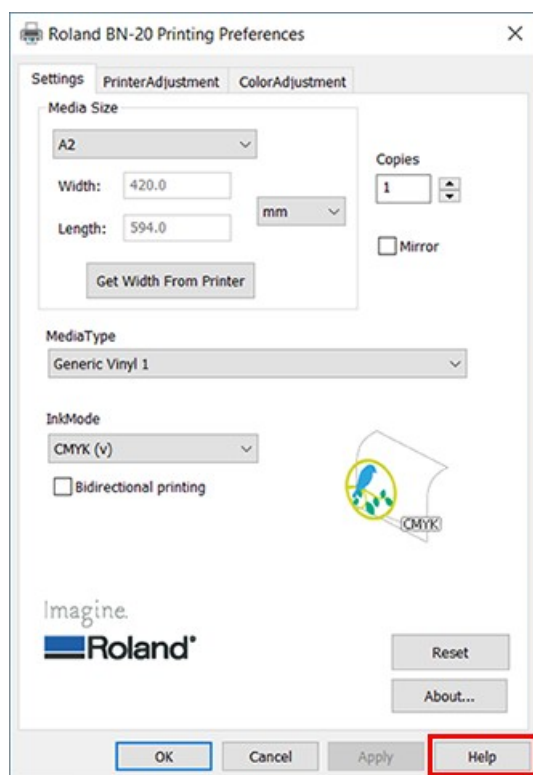 Roland BN-20 Printing Preferences
Settings PrinterAdjustment ColorAdjustment
Media Size
A2
Width: 420.0
Length: 594.0
mm
Get Width From Printer
Copies
1
Mirror
MediaType
Generic Vinyl 1
InkMode
CMYK (v)
Bidirectional printing
CMYK
Imagine.
Roland
Reset
About...
OK Cancel Apply Help